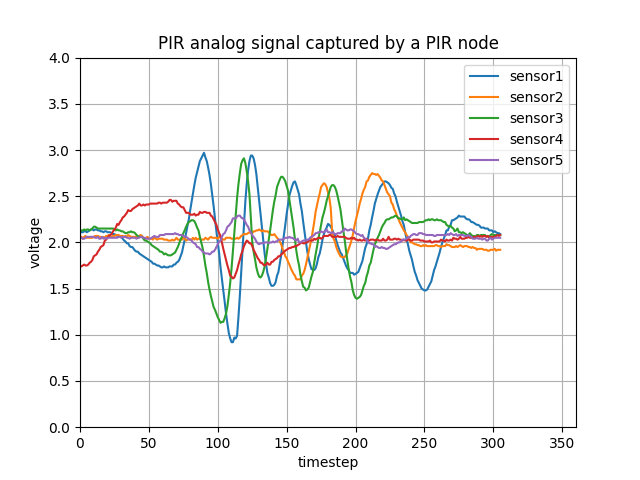 PIR analog signal captured by a PIR node
4.0
3.5
3.0
2.5
2.0
1.5
1.0
0.5
0.0
voltage
0 50 100 150 200 250 300 350
timestep
sensor1
sensor2
sensor3
sensor4
sensor5